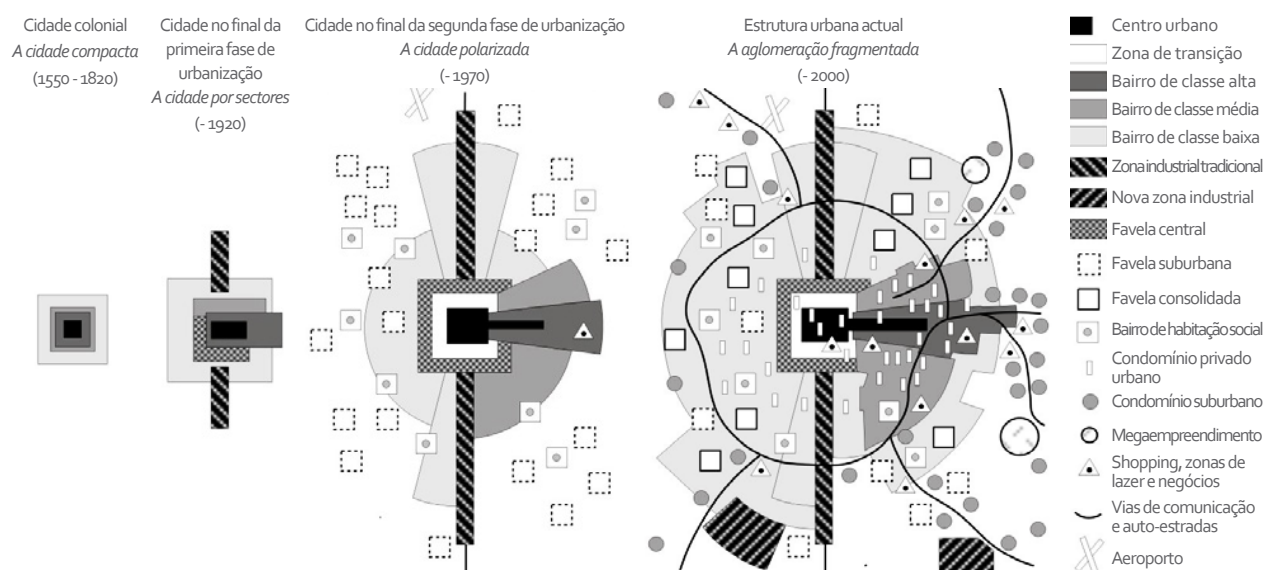 Cidade colonial
A cidade compacta
(1550 - 1820)
Cidade no final da
primeira fase de
urbanização
A cidade por sectores
(- 1920)
Cidade no final da segunda fase de urbanização
A cidade polarizada
(- 1970)
Estrutura urbana actual
A aglomeração fragmentada
(- 2000)
Centro urbano
Zona de transição
Bairro de classe alta
Bairro de classe média
Bairro de classe baixa
Zona industrial tradicional
Nova zona industrial
Favela central
Favela suburbana
Favela consolidada
Bairro de habitação social
Condomínio privado
urbano
Condomínio suburbano
Megaempreendimento
Shopping, zonas de
lazer e negócios
Vias de comunicação
e auto-estradas
Aeroporto